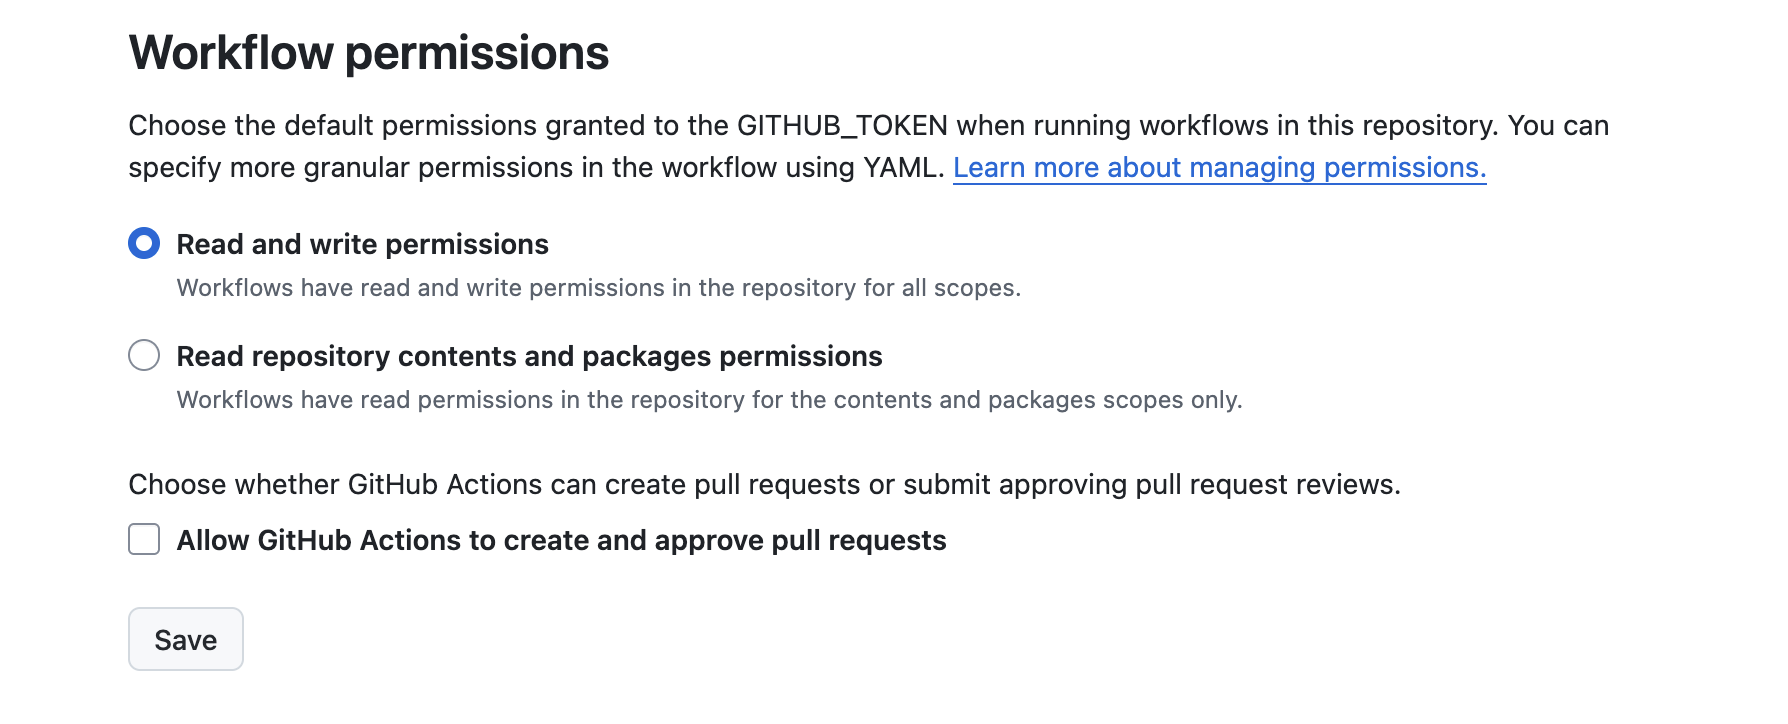 Workflow permissions
Choose the default permissions granted to the GITHUB_TOKEN when running workflows in this repository. You can
specify more granular permissions in the workflow using YAML. Learn more about managing permissions.
Read and write permissions
Workflows have read and write permissions in the repository for all scopes.
Read repository contents and packages permissions
Workflows have read permissions in the repository for the contents and packages scopes only.
Choose whether GitHub Actions can create pull requests or submit approving pull request reviews.
Allow GitHub Actions to create and approve pull requests
Save